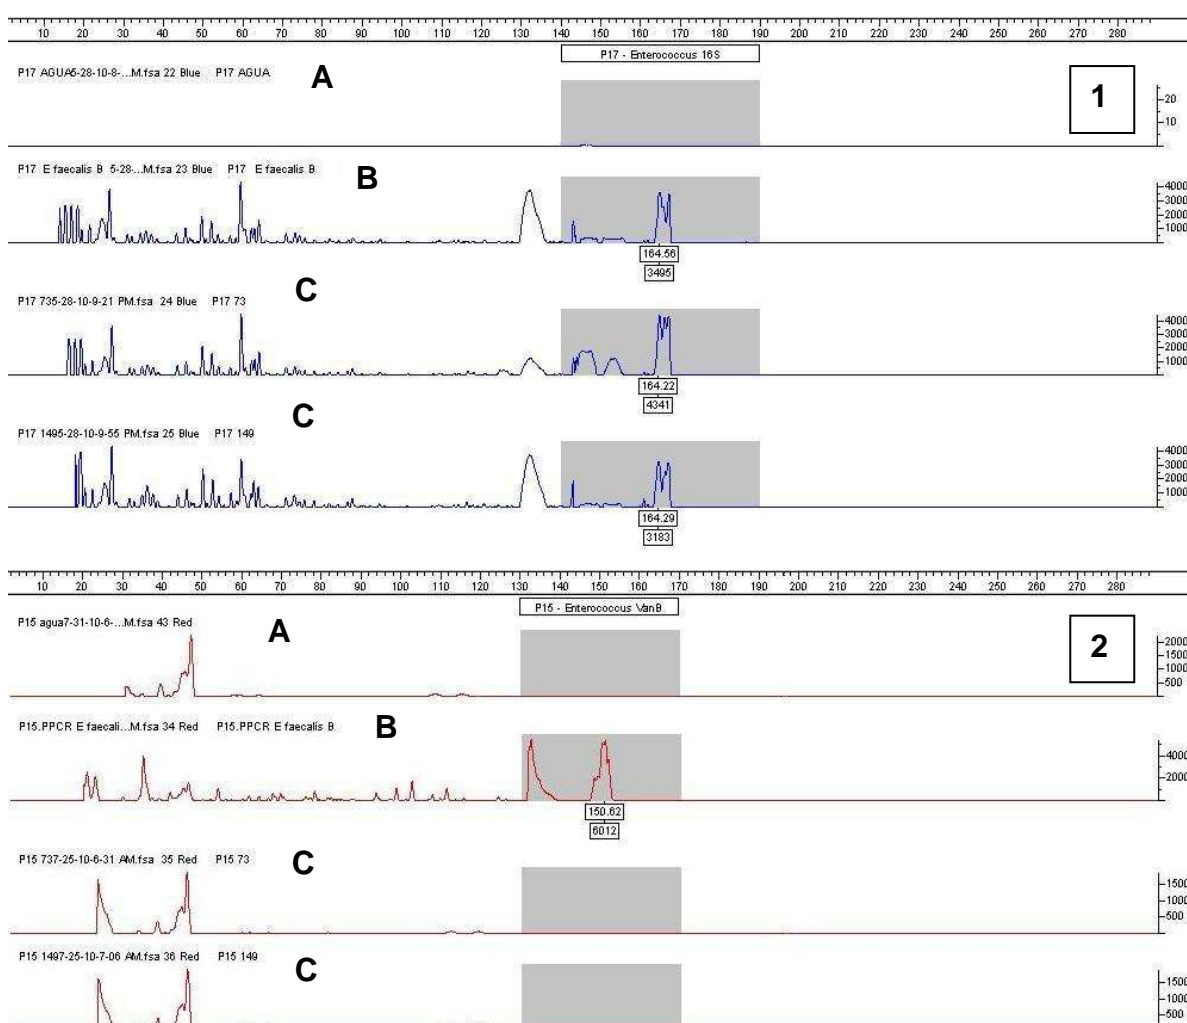 10 20 30 40 50 60 70 80 90 100 110 120 130 140 150 160 170 180 190 200 210 220 230 240 250 260 270 280
P17 - Enterococcus 16S
P17 AGUA5-28-10-8-...M.fsa 22 Blue P17 AGUA
A
1
20
10
P17 E faecalis B 5-28-...M.fsa 23 Blue P17 E faecalis B
B
4000
3000
2000
1000
164.56
3495
C
P17 735-28-10-9-21 PM.fsa 24 Blue P17 73
4000
3000
2000
1000
164.22
4341
C
P17 1495-28-10-9-55 PM.fsa 25 Blue P17 149
4000
3000
2000
1000
164.29
3183
10 20 30 40 50 60 70 80 90 100 110 120 130 140 150 160 170 180 190 200 210 220 230 240 250 260 270 280
P15 - Enterococcus VanB
P15 agua7-31-10-6-...M.fsa 43 Red
A
2
2000
1500
1000
500
P15.PPCR E faecali...M.fsa 34 Red P15.PPCR E faecalis B
B
4000
2000
150.62
6012
P15 737-25-10-6-31 AM.fsa 35 Red P15 73
C
1500
1000
500
P15 1497-25-10-7-06 AM.fsa 36 Red P15 149
C
1500
1000
500